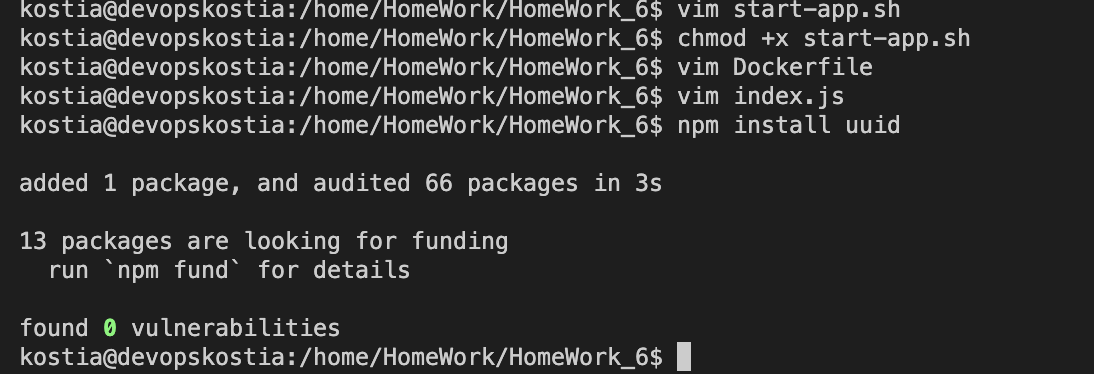 kostia@devopskostia:/home/HomeWork/HomeWork_6$ vim start-app.sh
kostia@devopskostia:/home/HomeWork/HomeWork_6$ chmod +x start-app.sh
kostia@devopskostia:/home/HomeWork/HomeWork_6$ vim Dockerfile
kostia@devopskostia:/home/HomeWork/HomeWork_6$ vim index.js
kostia@devopskostia:/home/HomeWork/HomeWork_6$ npm install uuid
added 1 package, and audited 66 packages in 3s
13 packages are looking for funding
run `npm fund` for details
found 0 vulnerabilities
kostia@devopskostia:/home/HomeWork/HomeWork_6$